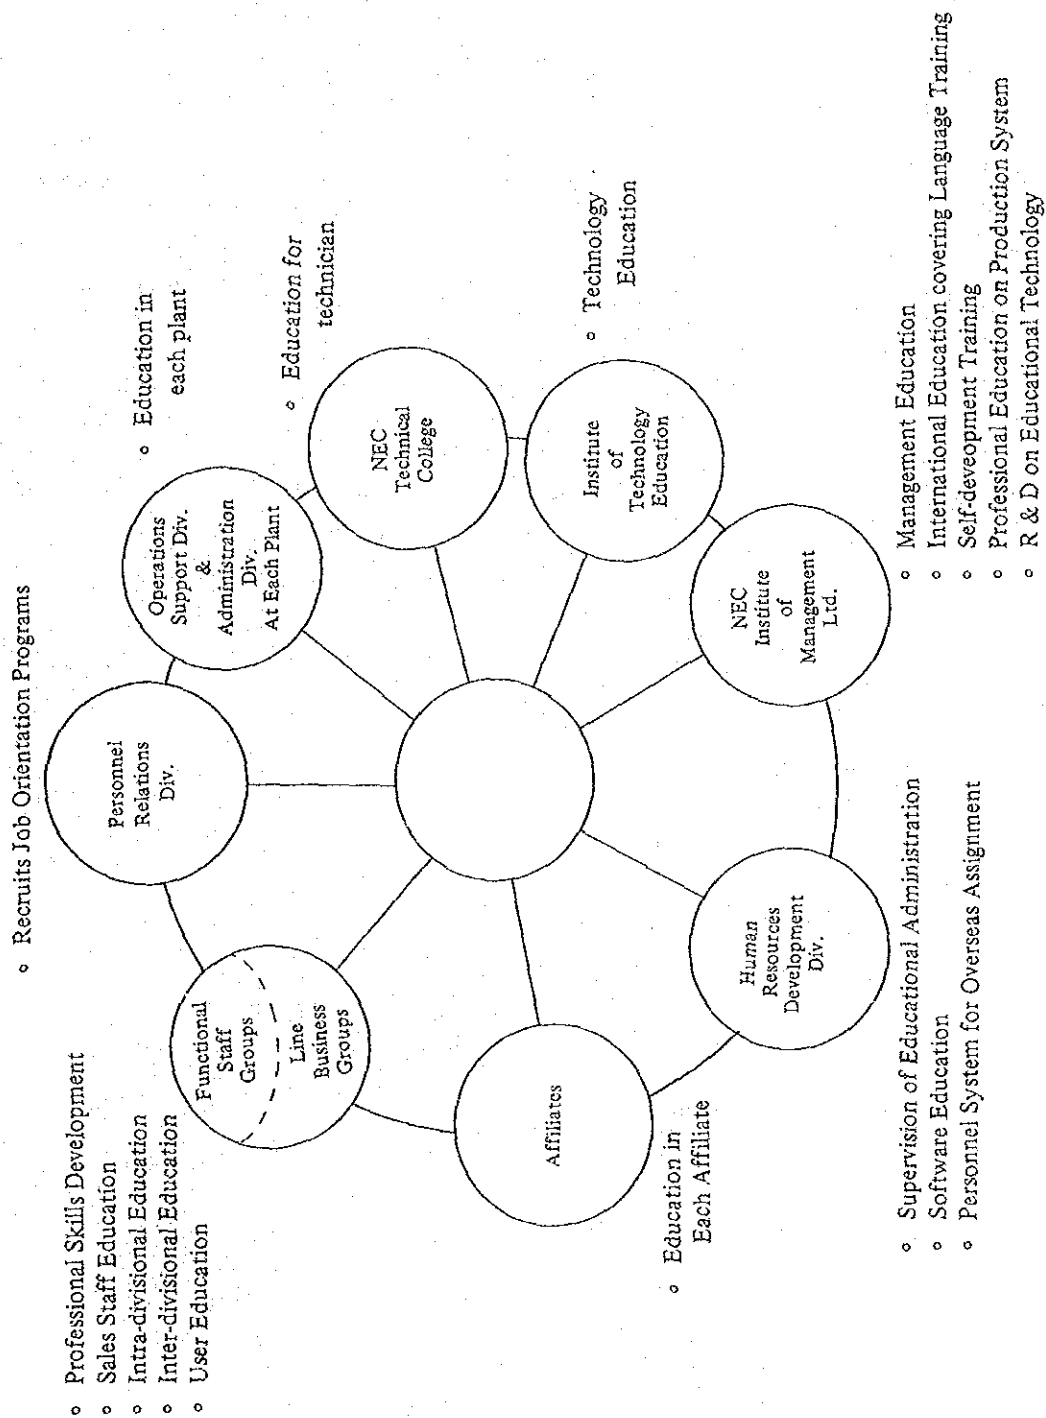 o Recruits Job Orientation Programs
o Professional Skills Development
o Sales Staff Education
o Intra-divisional Education
o Inter-divisional Education
o User Education
Personnel
Relations
Div.
Operations
Support Div.
&
Administration
Div.
At Each Plant
o Education in
each plant
Functional
Staff
Groups
Line
Business
Groups
NEC
Technical
College
o Education for
technician
Affiliates
o Education in
Each Affiliate
Institute
of
Technology
Education
o Technology
Education
Human
Resources
Development
Div.
NEC
Institute
of
Management
Ltd.
o Supervision of Educational Administration
o Software Education
o Personnel System for Overseas Assignment
o Management Education
o International Education covering Language Training
o Self-deveopment Training
o Professional Education on Production System
o R & D on Educational Technology